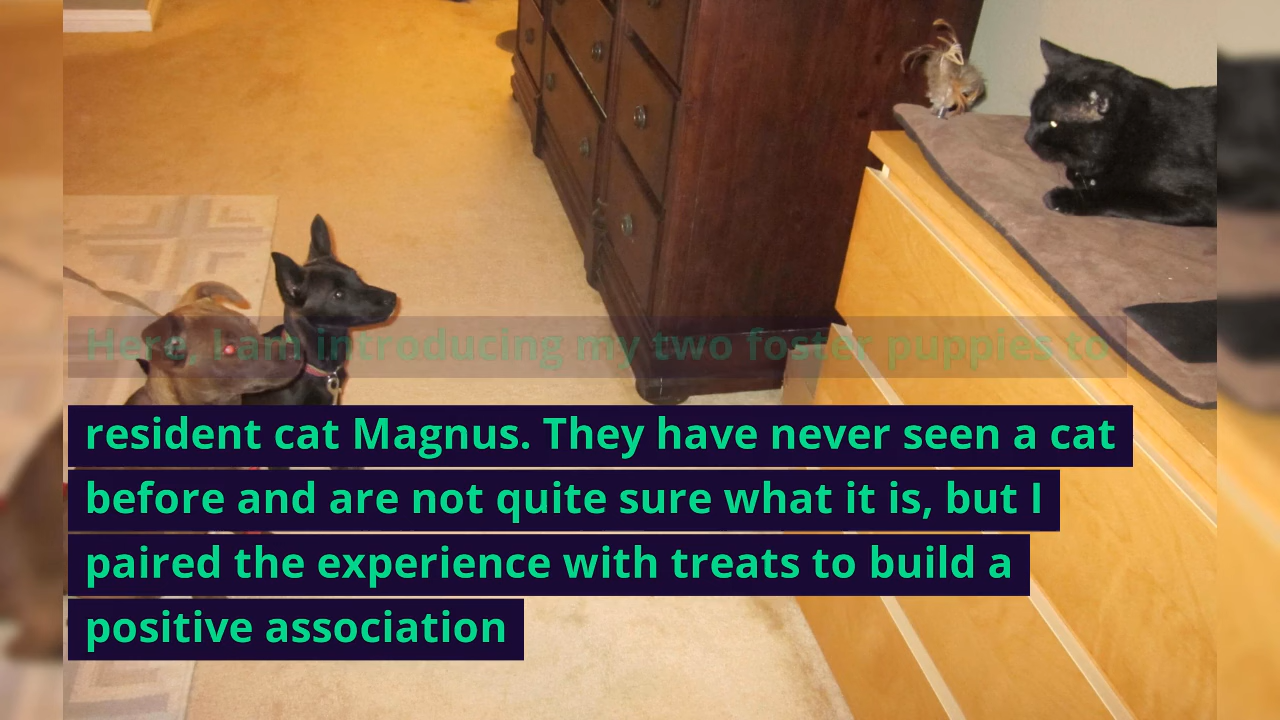 Here, I am introducing my two foster puppies to
resident cat Magnus. They have never seen a cat
before and are not quite sure what it is, but I
paired the experience with treats to build a
positive association